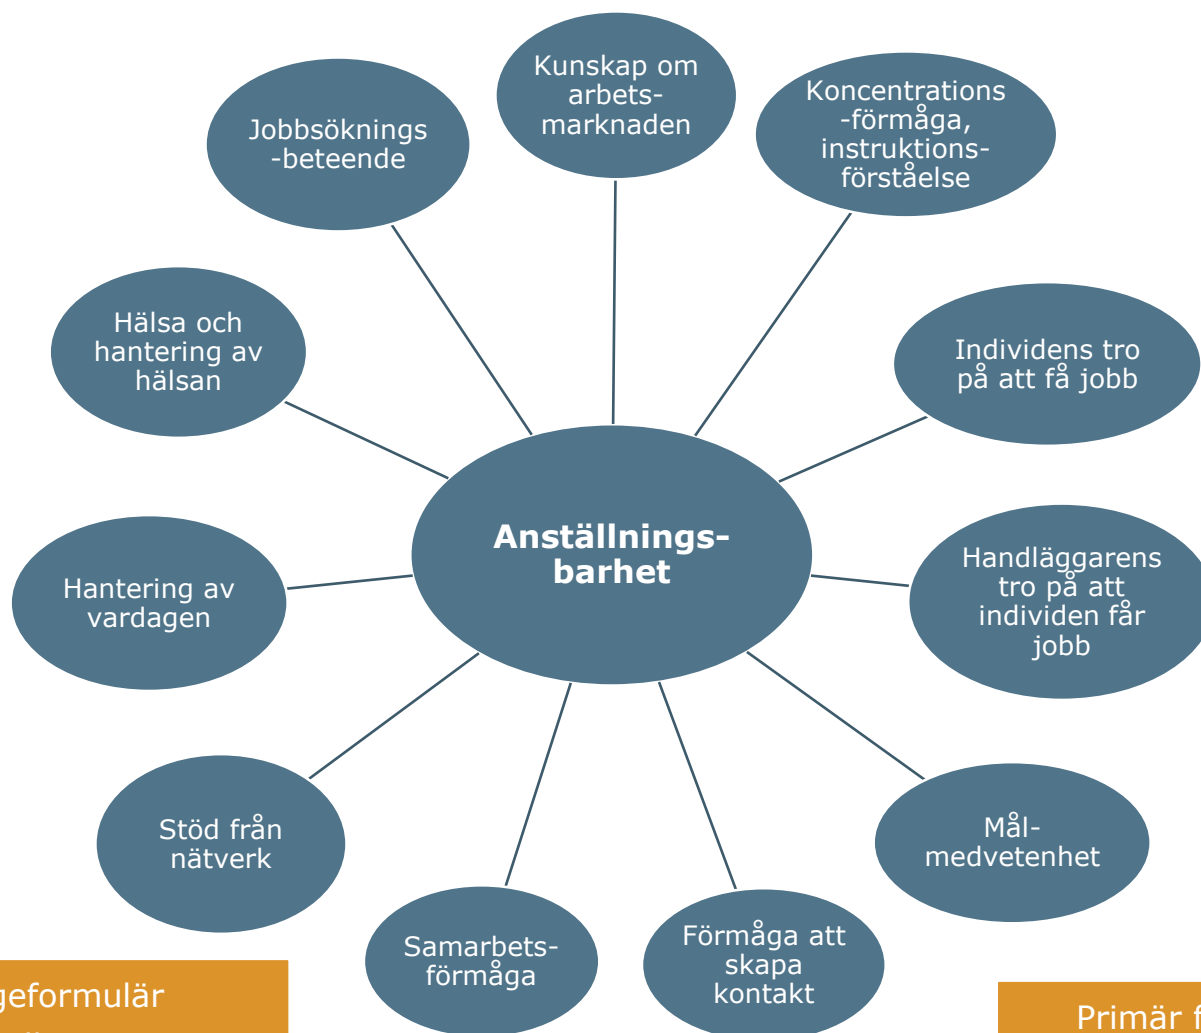 Kunskap om
arbets-
marknaden
Koncentrations
-förmåga,
instruktions-
förståelse
Jobbsöknings
-beteende
Hälsa och
hantering av
hälsan
Individens tro
på att få jobb
Anställnings-
barhet
Handläggarens
tro på att
individen får
jobb
Hantering av
vardagen
Mål-
medvetenhet
Stöd från
nätverk
Förmåga att
skapa
kontakt
Samarbets-
förmåga
geformulär
Primär f